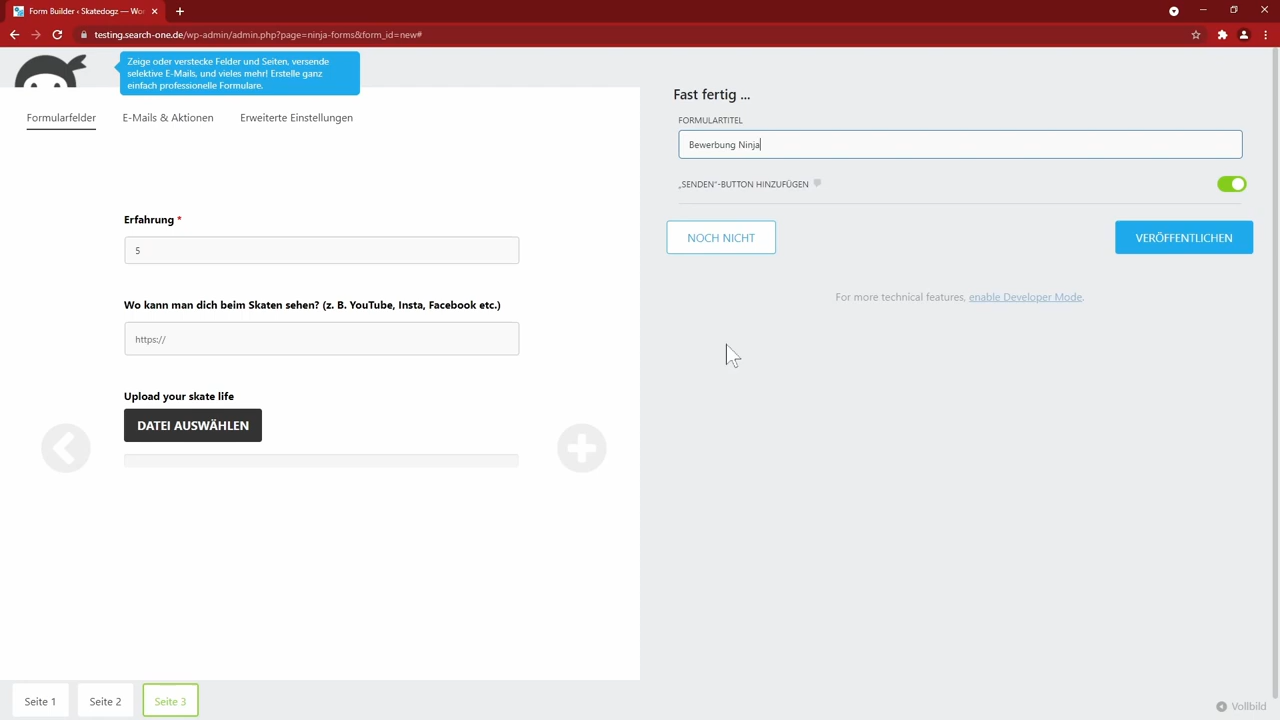 Form Builder ‹ Skatedogz — Wor
testing.search-one.de/wp-admin/admin.php?page=ninja-forms&form_id=new#
Zeige oder verstecke Felder und Seiten, versende
selektive E-Mails, und vieles mehr! Erstelle ganz
einfach professionelle Formulare.
Formularfelder
E-Mails & Aktionen
Erweiterte Einstellungen
Erfahrung *
5
Wo kann man dich beim Skaten sehen? (z. B. YouTube, Insta, Facebook etc.)
https://
Upload your skate life
DATEI AUSWÄHLEN
Seite 1
Seite 2
Seite 3
Fast fertig ...
FORMULARTITEL
Bewerbung Ninja
„SENDEN“-BUTTON HINZUFÜGEN
NOCH NICHT
VERÖFFENTLICHEN
For more technical features, enable Developer Mode.
Vollbild